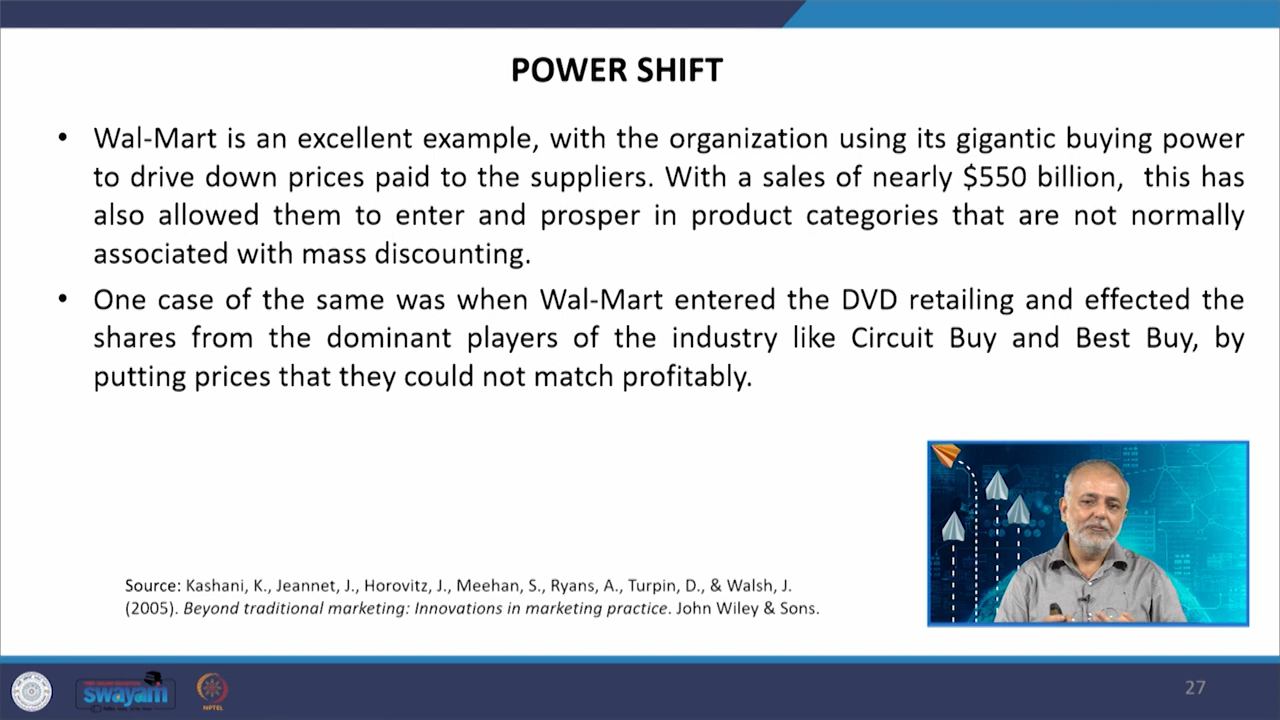 POWER SHIFT
• Wal-Mart is an excellent example, with the organization using its gigantic buying power
to drive down prices paid to the suppliers. With a sales of nearly $550 billion, this has
also allowed them to enter and prosper in product categories that are not normally
associated with mass discounting.
• One case of the same was when Wal-Mart entered the DVD retailing and effected the
shares from the dominant players of the industry like Circuit Buy and Best Buy, by
putting prices that they could not match profitably.
Source: Kashani, K., Jeannet, J., Horovitz, J., Meehan, S., Ryans, A., Turpin, D., & Walsh, J.
(2005). Beyond traditional marketing: Innovations in marketing practice. John Wiley & Sons.
swayam
NPTEL
27